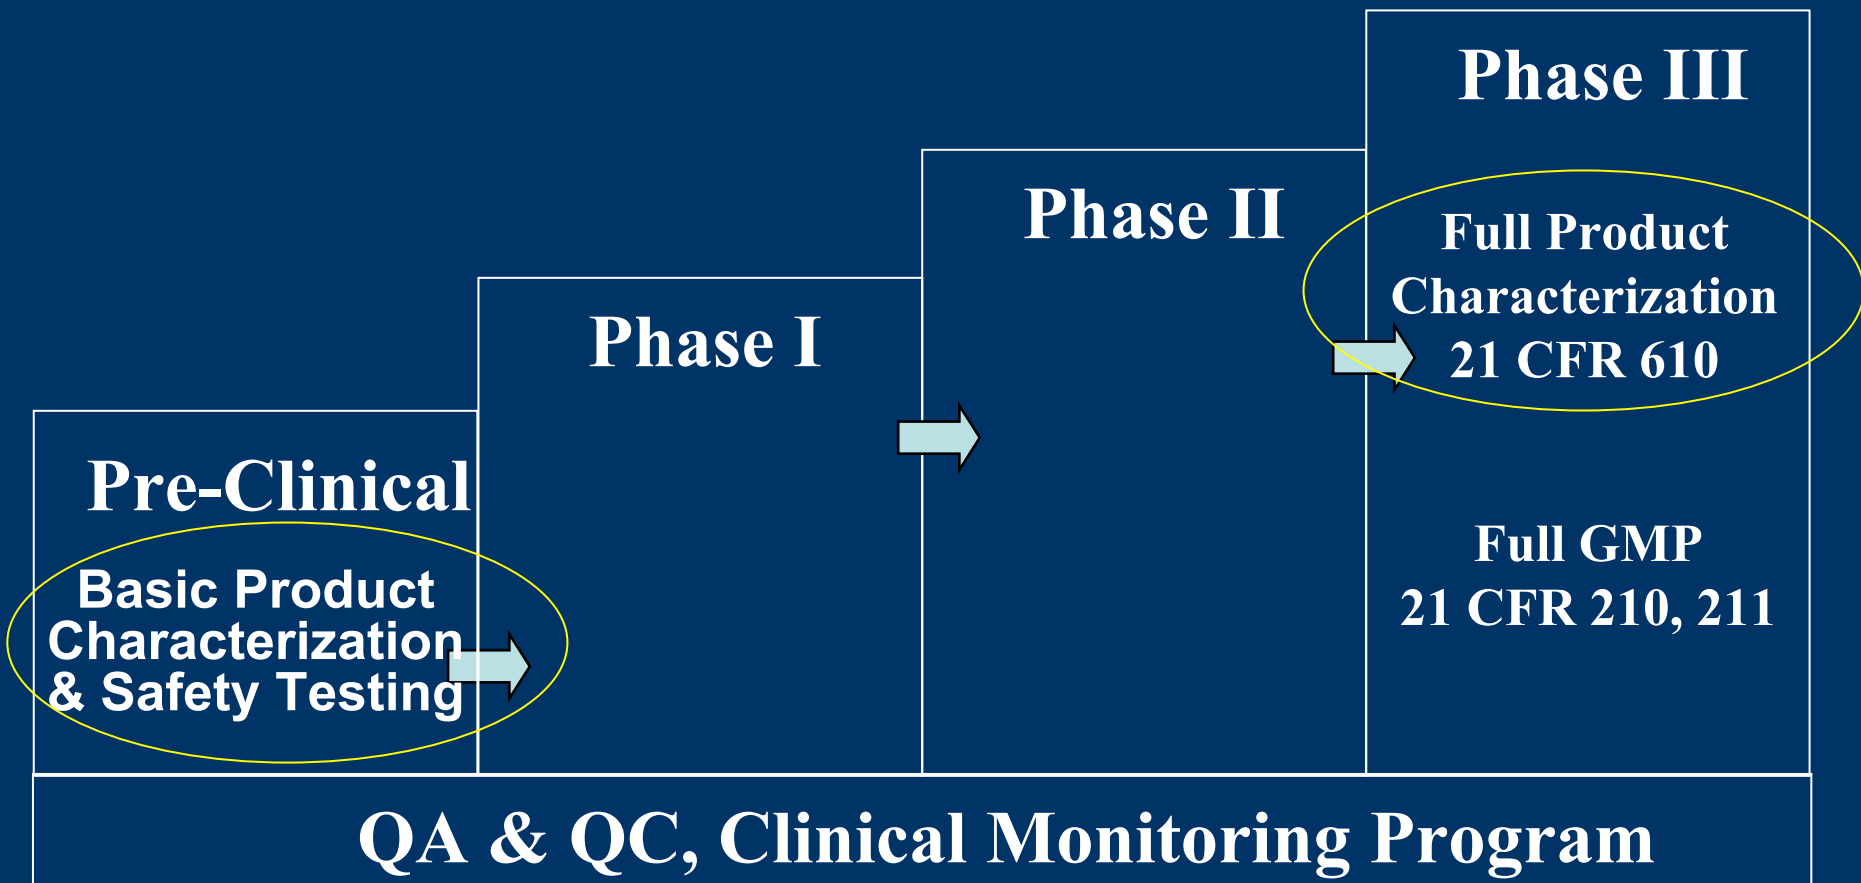 Phase III
Phase II
Full Product
Characterization
21 CFR 610
Phase I
Pre-Clinical
Full GMP
21 CFR 210, 211
Basic Product
Characterization
& Safety Testing
QA & QC, Clinical Monitoring Program